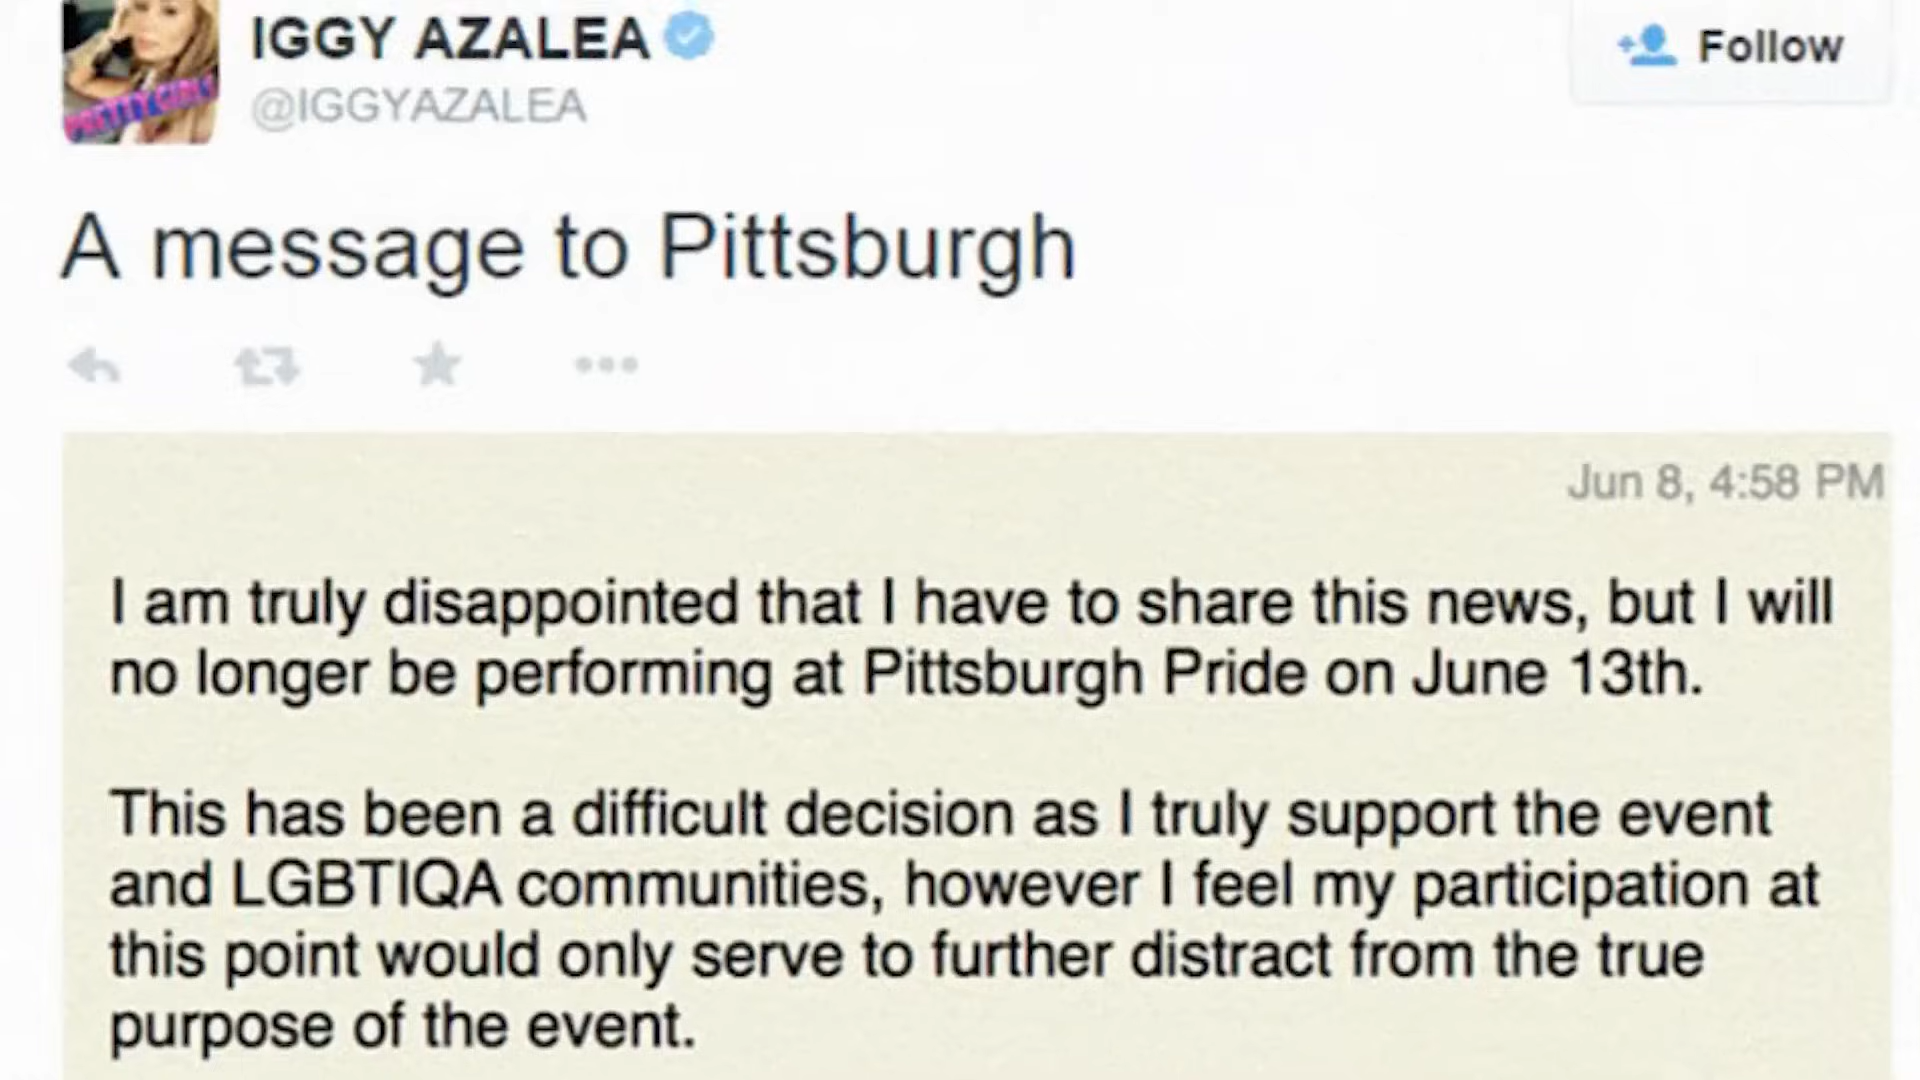 IGGY AZALEA
Follow
@IGGYAZALEA
PRETTY GIRLS
A message to Pittsburgh
Jun 8, 4:58 PM
I am truly disappointed that I have to share this news, but I will
no longer be performing at Pittsburgh Pride on June 13th.
This has been a difficult decision as I truly support the event
and LGBTIQA communities, however I feel my participation at
this point would only serve to further distract from the true
purpose of the event.